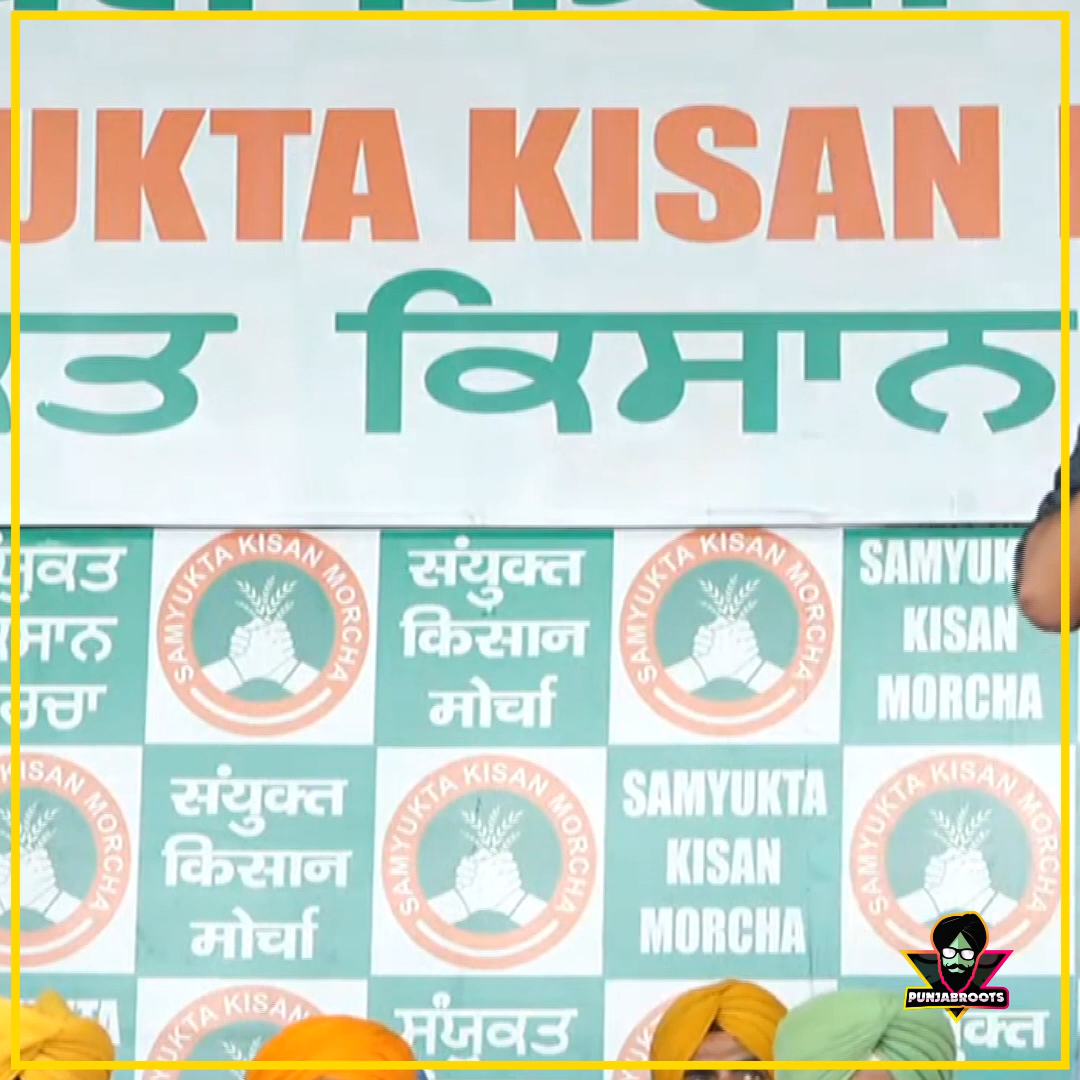 UKTA KISAN
ਕਿਸਾਨ
SAMYUKTA KISAN MORCHA
संयुक्त
किसान
मोर्चा
SAMYUKTA KISAN MORCHA
KISAN
MORCHA
KISAN MORCHA
संयुक्त
किसान
मोर्चा
SAMYUKTA KISAN MORCHA
SAMYUKTA
KISAN
MORCHA
SAMYUKTA KISAN MORCHA
PUNJABROOTS
ਸੰਯੁਕਤ